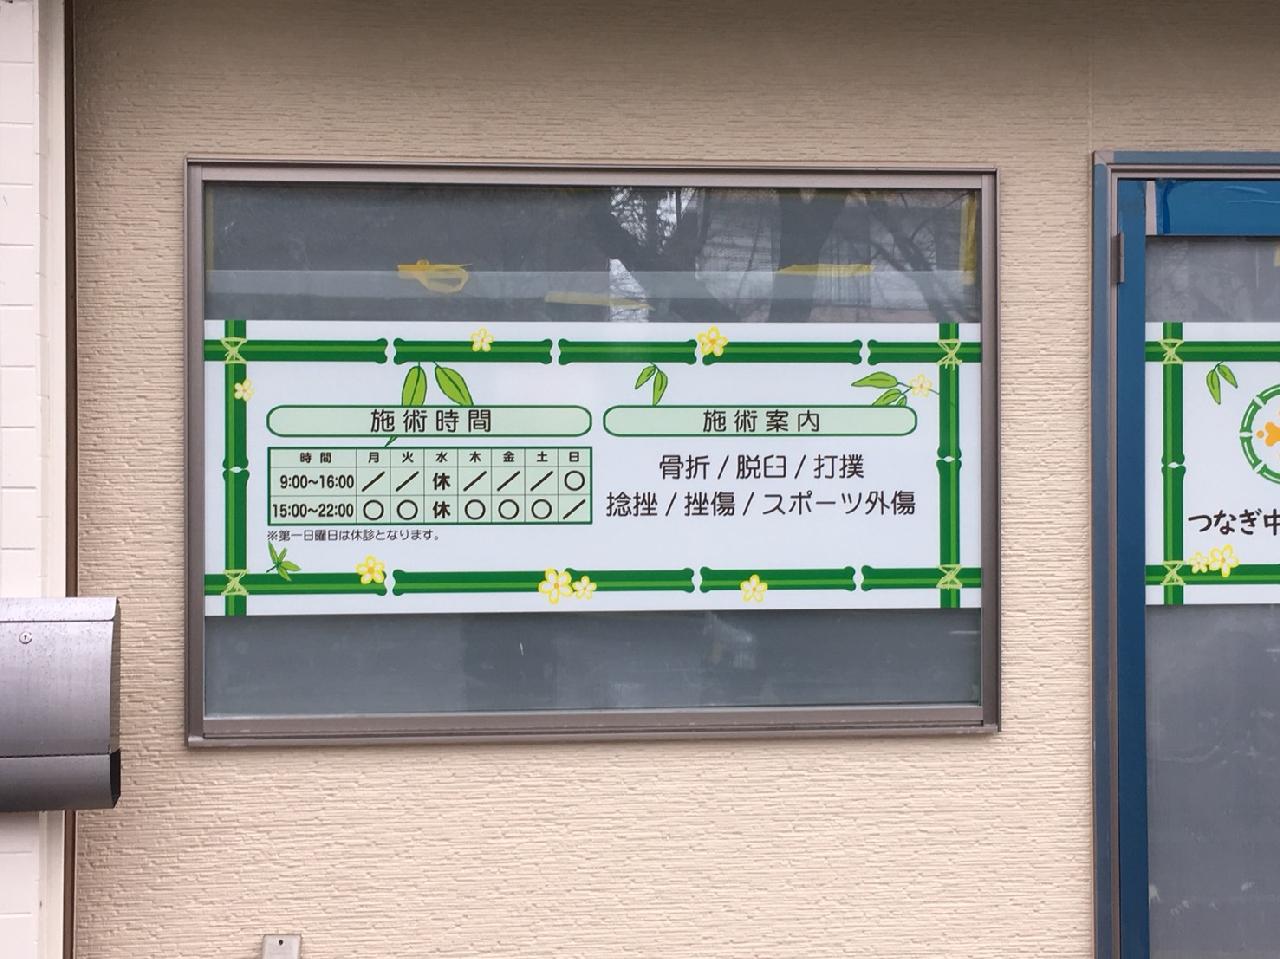 施術時間
時間 月 火 水 木 金 土 日
9:00〜16:00 / / 休 / / / ○
15:00〜22:00 ○ ○ 休 ○ ○ ○ /
※第一日曜日は休診となります。
施術案内
骨折 / 脱臼 / 打撲
捻挫 / 挫傷 / スポーツ外傷
つなぎ中